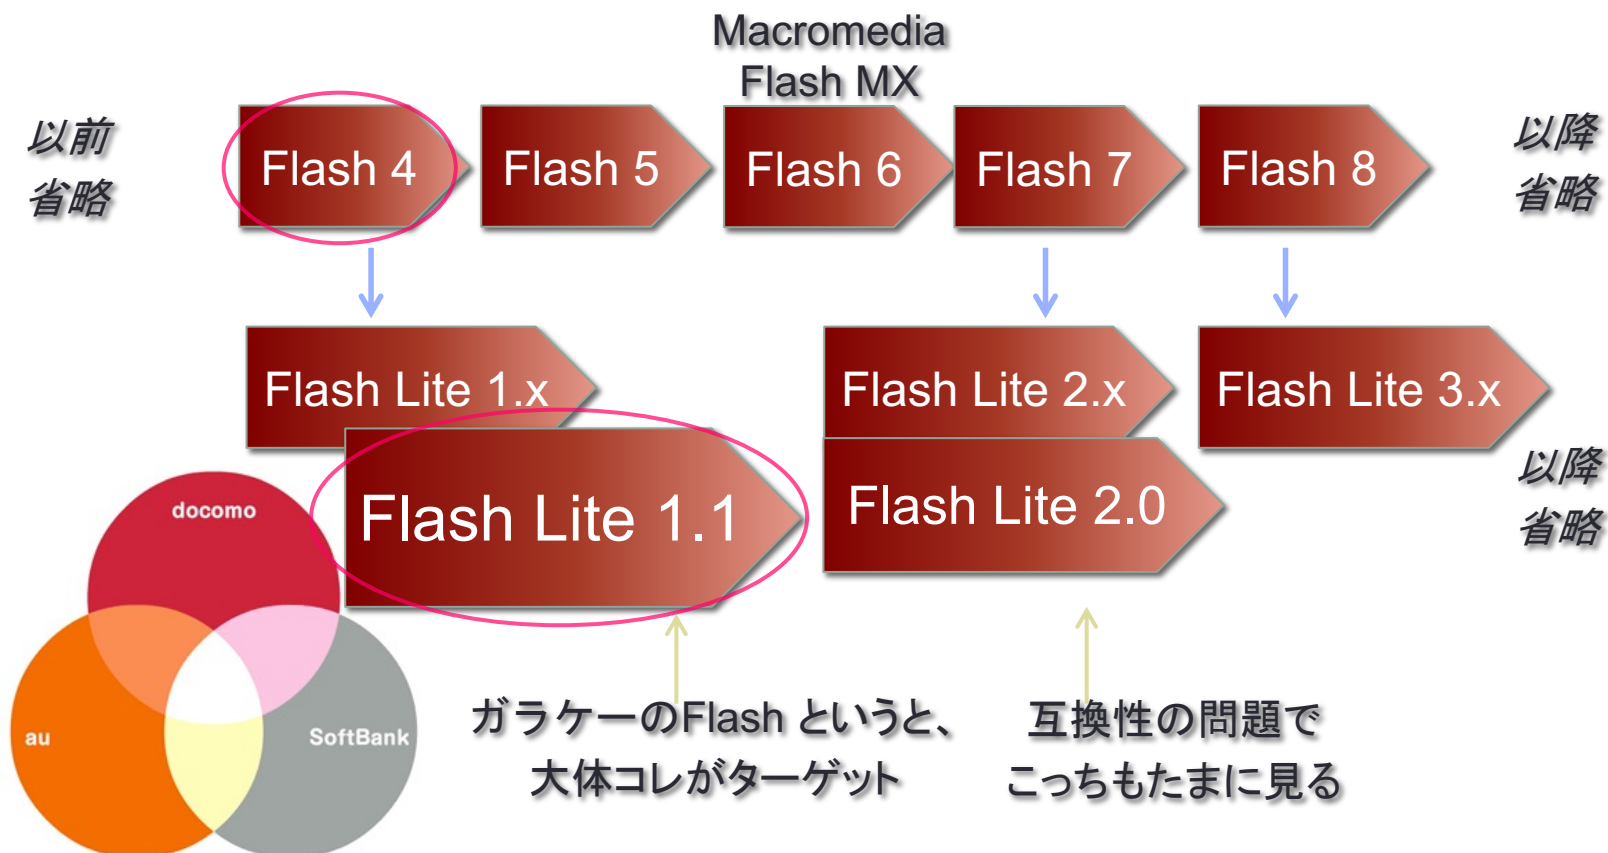 Macromedia
Flash MX
以前
省略
Flash 4
Flash 5
Flash 6
Flash 7
Flash 8
以降
省略
Flash Lite 1.x
Flash Lite 2.x
Flash Lite 3.x
Flash Lite 1.1
Flash Lite 2.0
以降
省略
docomo
au
SoftBank
ガラケーのFlash というと、
大体コレがターゲット
互換性の問題で
こっちもたまに見る